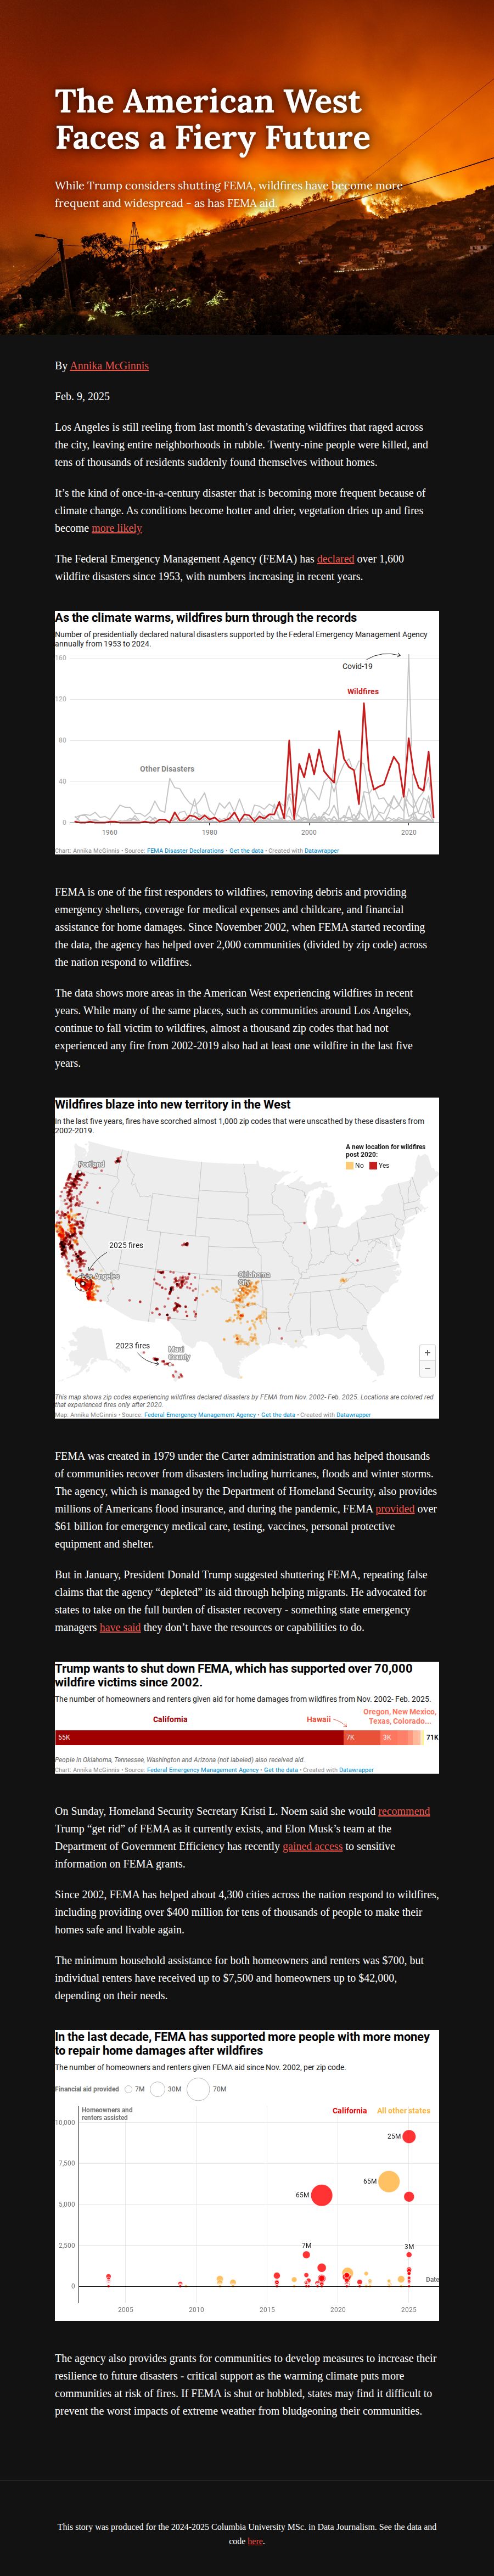 The American West
Faces a Fiery Future
While Trump considers shutting FEMA, wildfires have become more
frequent and widespread - as has FEMA aid.
By Annika McGinnis
Feb. 9, 2025
Los Angeles is still reeling from last month’s devastating wildfires that raged across
the city, leaving entire neighborhoods in rubble. Twenty-nine people were killed, and
tens of thousands of residents suddenly found themselves without homes.
It’s the kind of once-in-a-century disaster that is becoming more frequent because of
climate change. As conditions become hotter and drier, vegetation dries up and fires
become more likely
The Federal Emergency Management Agency (FEMA) has declared over 1,600
wildfire disasters since 1953, with numbers increasing in recent years.
As the climate warms, wildfires burn through the records
Number of presidentially declared natural disasters supported by the Federal Emergency Management Agency
annually from 1953 to 2024.
160
Covid-19
Wildfires
120
80
Other Disasters
40
0
1960 1980 2000 2020
Chart: Annika McGinnis • Source: FEMA Disaster Declarations • Get the data • Created with Datawrapper
FEMA is one of the first responders to wildfires, removing debris and providing
emergency shelters, coverage for medical expenses and childcare, and financial
assistance for home damages. Since November 2002, when FEMA started recording
the data, the agency has helped over 2,000 communities (divided by zip code) across
the nation respond to wildfires.
The data shows more areas in the American West experiencing wildfires in recent
years. While many of the same places, such as communities around Los Angeles,
continue to fall victim to wildfires, almost a thousand zip codes that had not
experienced any fire from 2002-2019 also had at least one wildfire in the last five
years.
Wildfires blaze into new territory in the West
In the last five years, fires have scorched almost 1,000 zip codes that were unscathed by these disasters from
2002-2019.
A new location for wildfires
post 2020:
No Yes
Portland
2025 fires
Los Angeles
Oklahoma
City
2023 fires
Maui
County
+
−
This map shows zip codes experiencing wildfires declared disasters by FEMA from Nov. 2002- Feb. 2025. Locations are colored red
that experienced fires only after 2020.
Map: Annika McGinnis • Source: Federal Emergency Management Agency • Get the data • Created with Datawrapper
FEMA was created in 1979 under the Carter administration and has helped thousands
of communities recover from disasters including hurricanes, floods and winter storms.
The agency, which is managed by the Department of Homeland Security, also provides
millions of Americans flood insurance, and during the pandemic, FEMA provided over
$61 billion for emergency medical care, testing, vaccines, personal protective
equipment and shelter.
But in January, President Donald Trump suggested shuttering FEMA, repeating false
claims that the agency “depleted” its aid through helping migrants. He advocated for
states to take on the full burden of disaster recovery - something state emergency
managers have said they don’t have the resources or capabilities to do.
Trump wants to shut down FEMA, which has supported over 70,000
wildfire victims since 2002.
The number of homeowners and renters given aid for home damages from wildfires from Nov. 2002- Feb. 2025.
California Hawaii Oregon, New Mexico,
Texas, Colorado...
55K 7K 3K 71K
People in Oklahoma, Tennessee, Washington and Arizona (not labeled) also received aid.
Chart: Annika McGinnis • Source: Federal Emergency Management Agency • Get the data • Created with Datawrapper
On Sunday, Homeland Security Secretary Kristi L. Noem said she would recommend
Trump “get rid” of FEMA as it currently exists, and Elon Musk’s team at the
Department of Government Efficiency has recently gained access to sensitive
information on FEMA grants.
Since 2002, FEMA has helped about 4,300 cities across the nation respond to wildfires,
including providing over $400 million for tens of thousands of people to make their
homes safe and livable again.
The minimum household assistance for both homeowners and renters was $700, but
individual renters have received up to $7,500 and homeowners up to $42,000,
depending on their needs.
In the last decade, FEMA has supported more people with more money
to repair home damages after wildfires
The number of homeowners and renters given FEMA aid since Nov. 2002, per zip code.
Financial aid provided 7M 30M 70M
Homeowners and
renters assisted
California All other states
10,000
25M
7,500
65M
65M
5,000
7M
3M
2,500
Date
0
2005 2010 2015 2020 2025
The agency also provides grants for communities to develop measures to increase their
resilience to future disasters - critical support as the warming climate puts more
communities at risk of fires. If FEMA is shut or hobbled, states may find it difficult to
prevent the worst impacts of extreme weather from bludgeoning their communities.
This story was produced for the 2024-2025 Columbia University MSc. in Data Journalism. See the data and
code here.